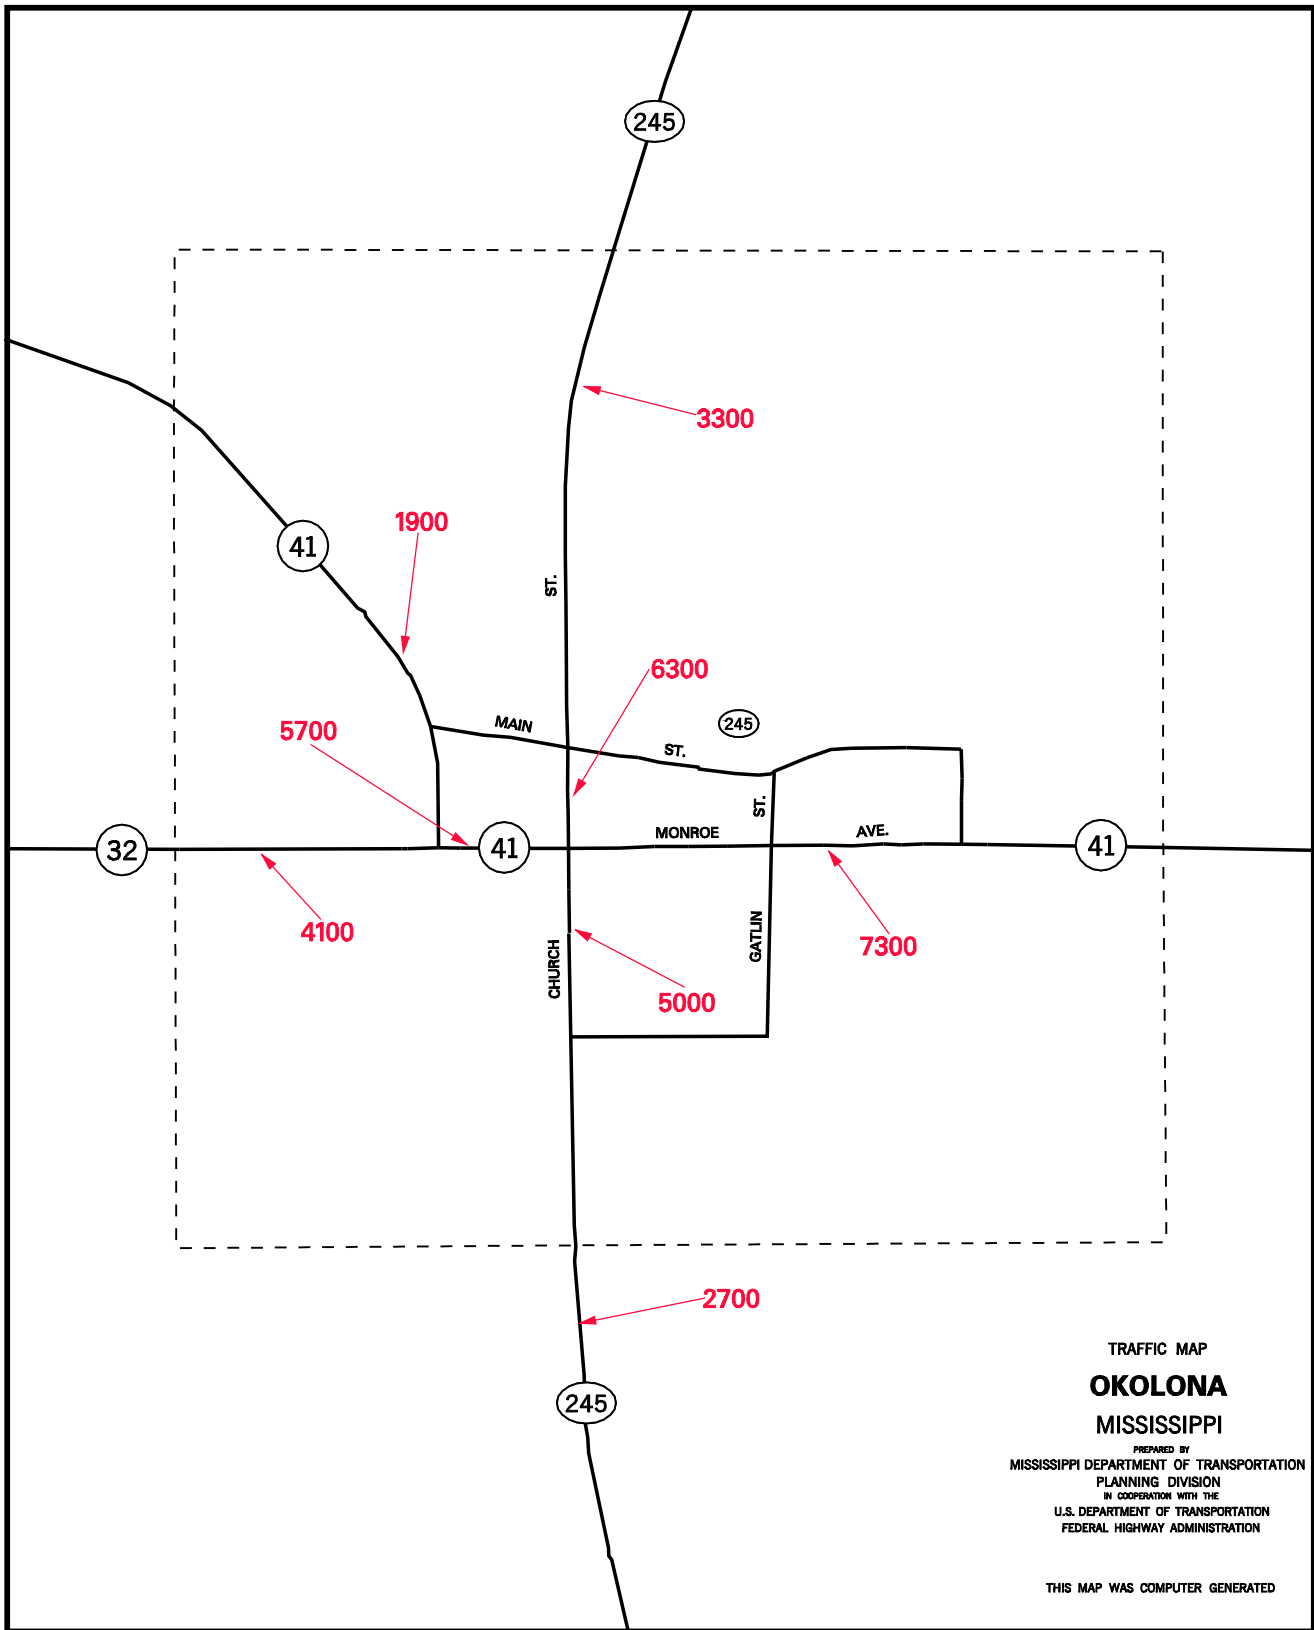 245
3300
1900
41
ST.
6300
MAIN
245
5700
ST.
ST.
MONROE
AVE.
32
41
41
4100
GATLIN
7300
CHURCH
5000
2700
245
TRAFFIC MAP
OKOLONA
MISSISSIPPI
PREPARED BY
MISSISSIPPI DEPARTMENT OF TRANSPORTATION
PLANNING DIVISION
IN COOPERATION WITH THE
U.S. DEPARTMENT OF TRANSPORTATION
FEDERAL HIGHWAY ADMINISTRATION
THIS MAP WAS COMPUTER GENERATED